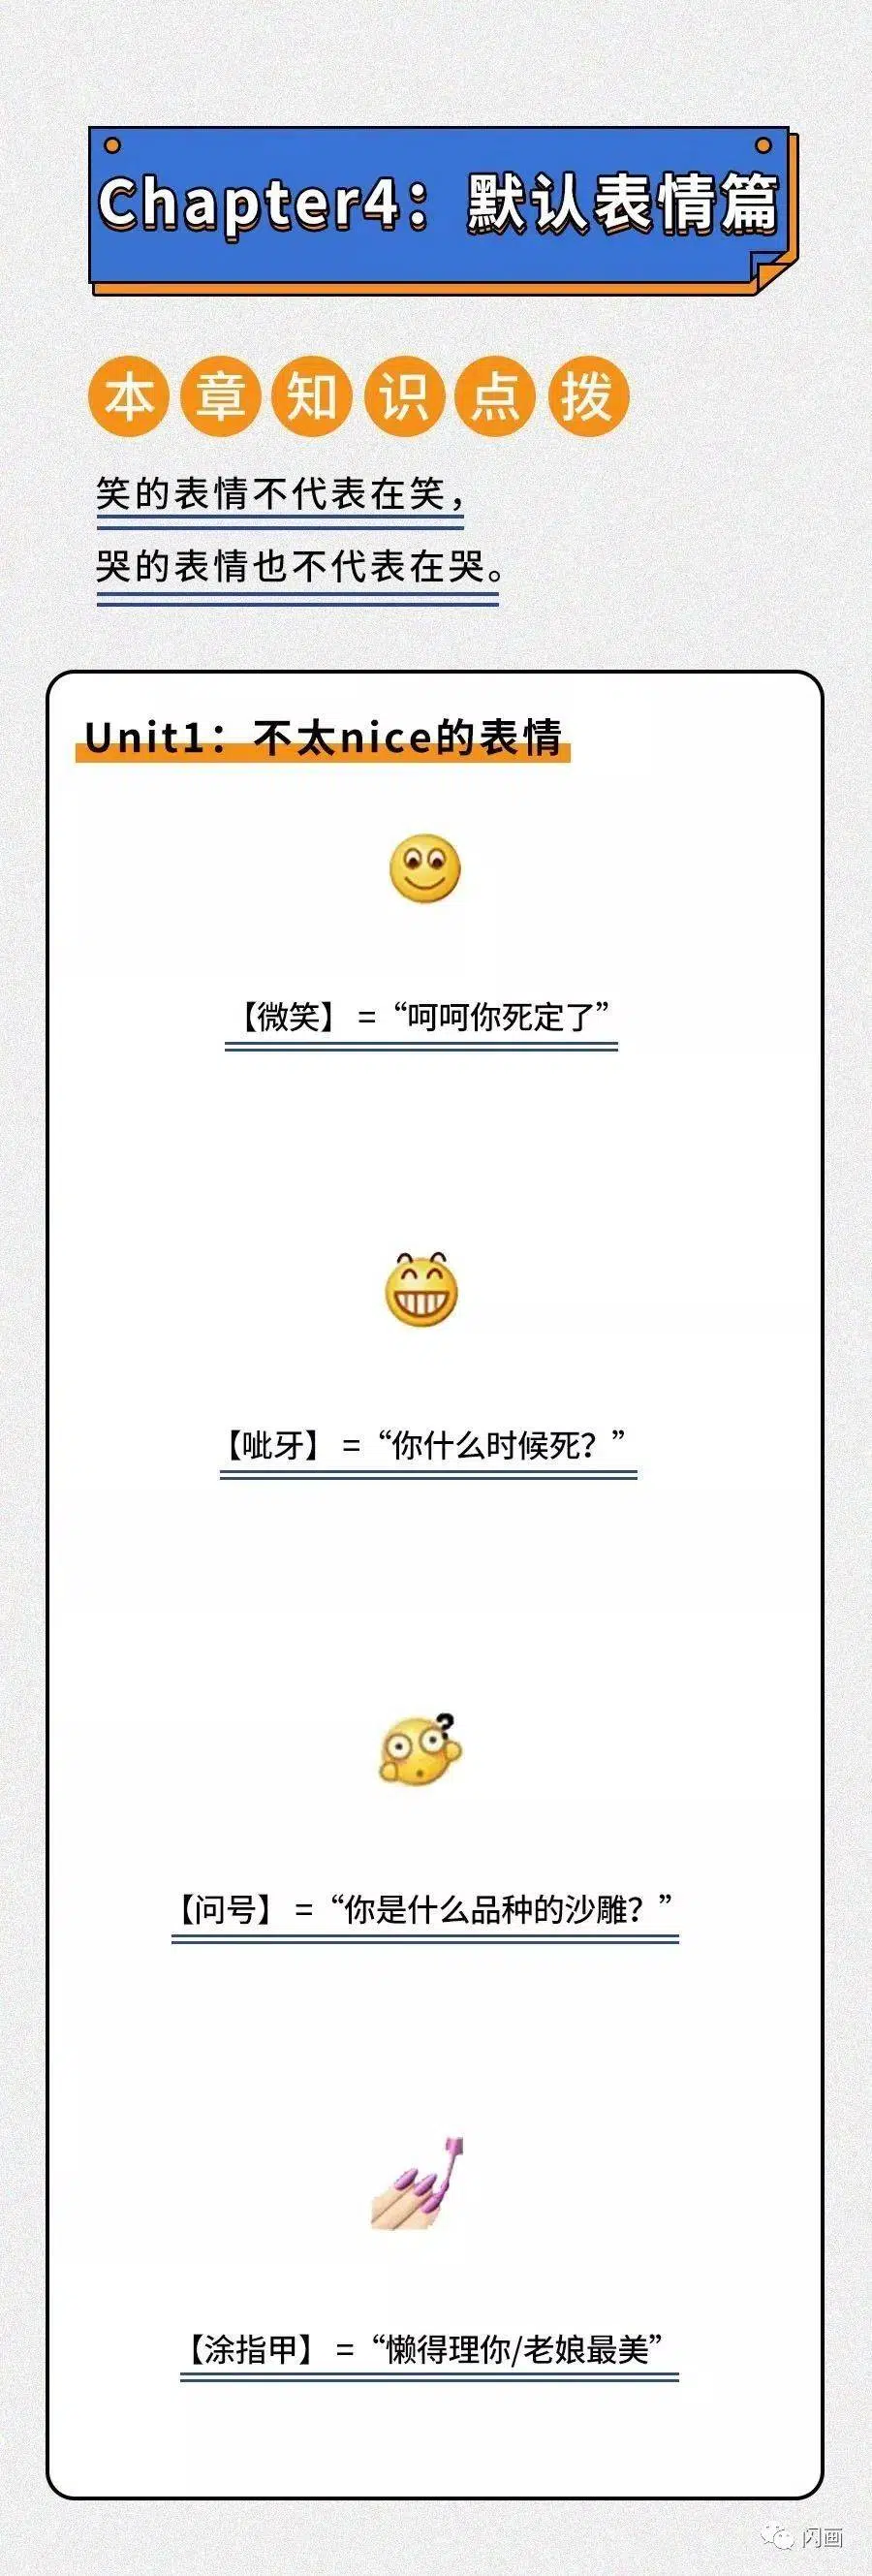 Chapter4：默认表情篇
本章知识点拨
笑的表情不代表在笑，
哭的表情也不代表在哭。
Unit1：不太nice的表情
【微笑】=“呵呵你死定了”
【呲牙】=“你什么时候死？”
?
【问号】=“你是什么品种的沙雕？”
【涂指甲】=“懒得理你/老娘最美”
闪画